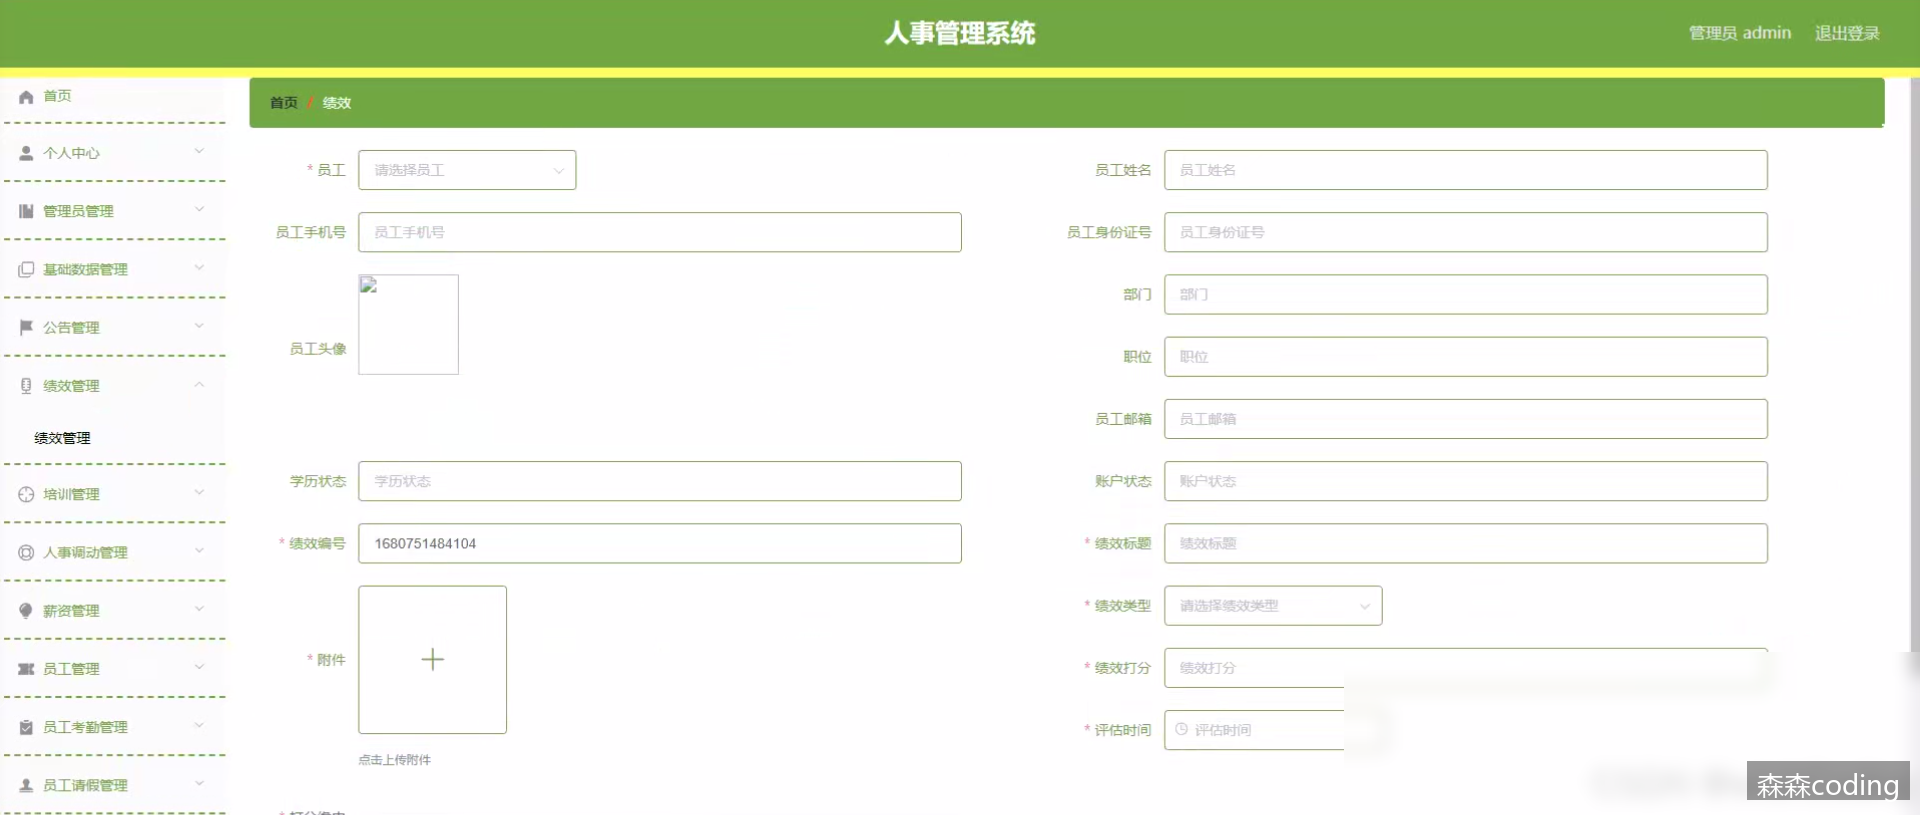 人事管理系统
管理员 admin
退出登录
首页
个人中心
管理员管理
基础数据管理
公告管理
绩效管理
绩效管理
培训管理
人事调动管理
薪资管理
员工管理
员工考勤管理
员工请假管理
首页 / 绩效
* 员工 请选择员工
员工姓名 员工姓名
员工手机号 员工手机号
员工身份证号 员工身份证号
员工头像
部门 部门
职位 职位
员工邮箱 员工邮箱
学历状态 学历状态
账户状态 账户状态
* 绩效编号 1680751484104
* 绩效标题 绩效标题
* 附件
* 绩效类型 请选择绩效类型
* 绩效打分 绩效打分
* 评估时间 评估时间
点击上传附件
森森coding